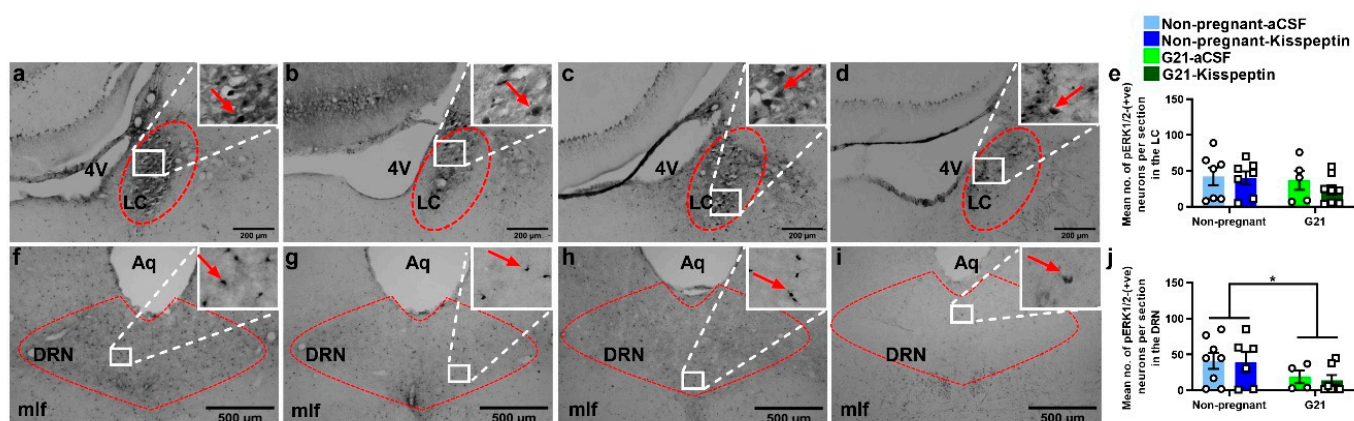 Non-pregnant-aCSF
Non-pregnant-Kisspeptin
G21-aCSF
G21-Kisspeptin
a
4V
LC
200 µm
b
4V
LC
200 µm
c
4V
LC
200 µm
d
4V
LC
200 µm
e
Mean no. of pERK1/2-(+ve)
neurons per section
in the LC
150
100
50
0
Non-pregnant
G21
f
Aq
DRN
mlf
500 µm
g
Aq
DRN
mlf
500 µm
h
Aq
DRN
mlf
500 µm
i
Aq
DRN
mlf
500 µm
j
Mean no. of pERK1/2-(+ve)
neurons per section
in the DRN
150
100
50
0
*
Non-pregnant
G21